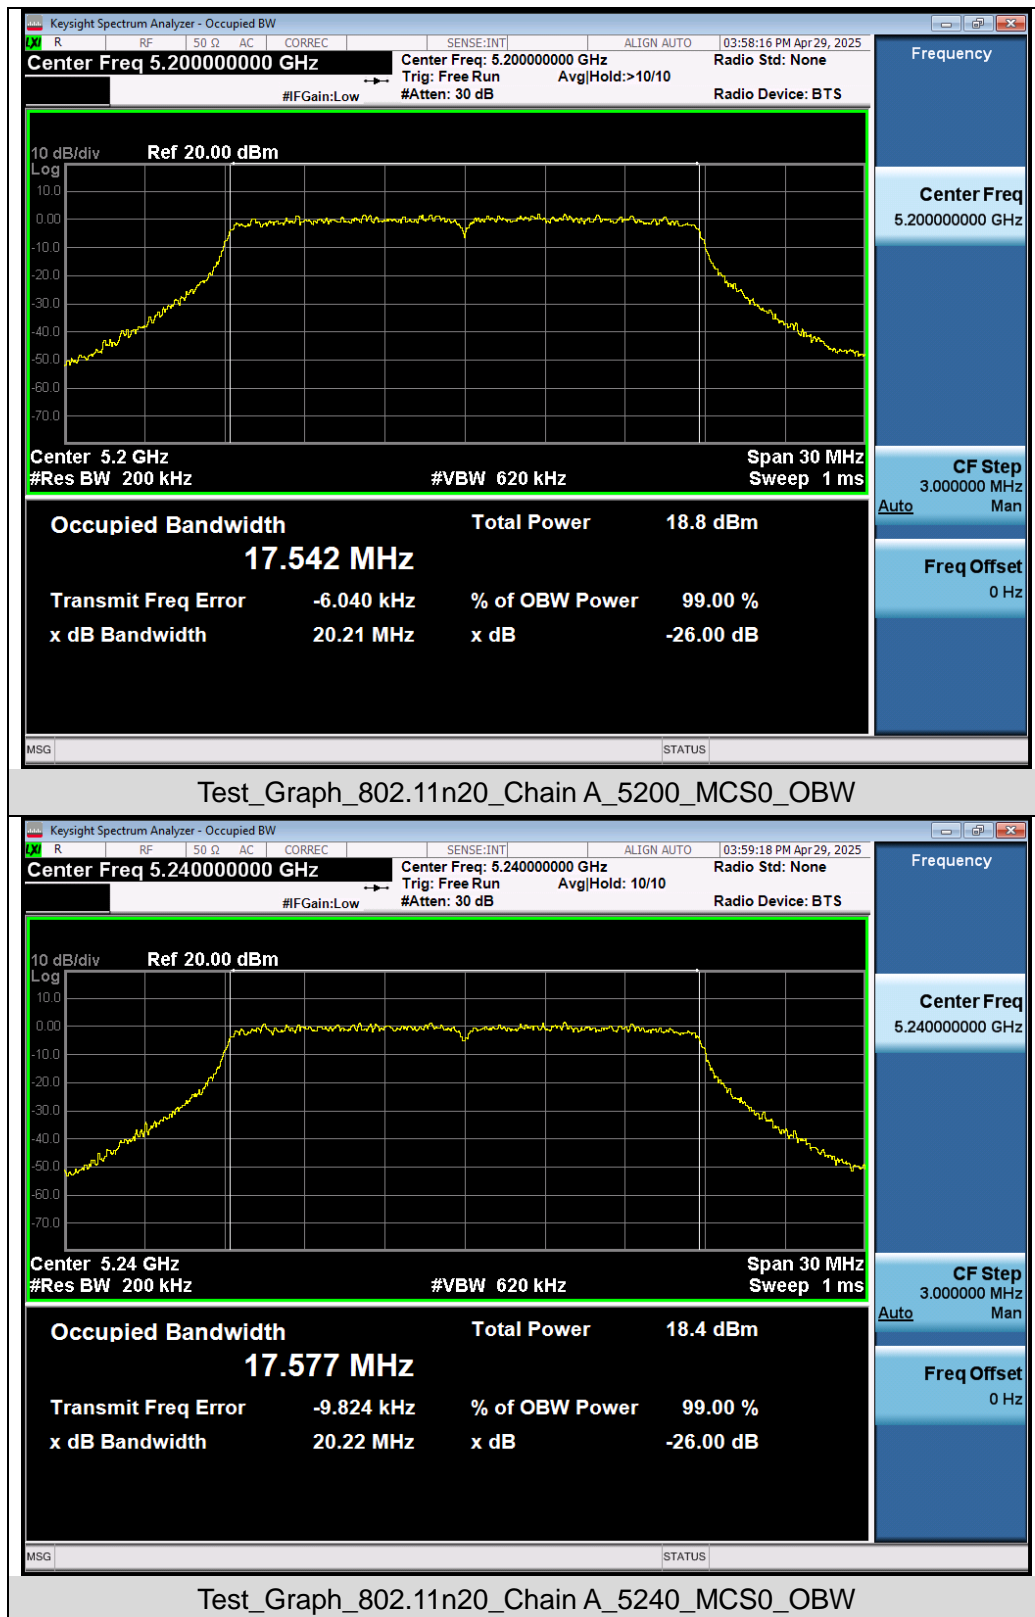 Keysight Spectrum Analyzer - Occupied BW
LXI R RF 50 Ω AC CORREC SENSE:INT ALIGN AUTO 03:58:16 PM Apr 29, 2025
Center Freq 5.200000000 GHz
Center Freq: 5.200000000 GHz
Radio Std: None
Trig: Free Run Avg|Hold:>10/10
#IFGain:Low
#Atten: 30 dB
Radio Device: BTS
Frequency
10 dB/div Ref 20.00 dBm
Log
10.0
0.00
-10.0
-20.0
-30.0
-40.0
-50.0
-60.0
-70.0
Center Freq
5.200000000 GHz
Center 5.2 GHz
Span 30 MHz
#Res BW 200 kHz
#VBW 620 kHz
Sweep 1 ms
CF Step
3.000000 MHz
Auto Man
Occupied Bandwidth
Total Power 18.8 dBm
17.542 MHz
Freq Offset
0 Hz
Transmit Freq Error -6.040 kHz % of OBW Power 99.00 %
x dB Bandwidth 20.21 MHz x dB -26.00 dB
MSG STATUS
Test_Graph_802.11n20_Chain A_5200_MCS0_OBW
Keysight Spectrum Analyzer - Occupied BW
LXI R RF 50 Ω AC CORREC SENSE:INT ALIGN AUTO 03:59:18 PM Apr 29, 2025
Center Freq 5.240000000 GHz
Center Freq: 5.240000000 GHz
Radio Std: None
Trig: Free Run Avg|Hold: 10/10
#IFGain:Low
#Atten: 30 dB
Radio Device: BTS
Frequency
10 dB/div Ref 20.00 dBm
Log
10.0
0.00
-10.0
-20.0
-30.0
-40.0
-50.0
-60.0
-70.0
Center Freq
5.240000000 GHz
Center 5.24 GHz
Span 30 MHz
#Res BW 200 kHz
#VBW 620 kHz
Sweep 1 ms
CF Step
3.000000 MHz
Auto Man
Occupied Bandwidth
Total Power 18.4 dBm
17.577 MHz
Freq Offset
0 Hz
Transmit Freq Error -9.824 kHz % of OBW Power 99.00 %
x dB Bandwidth 20.22 MHz x dB -26.00 dB
MSG STATUS
Test_Graph_802.11n20_Chain A_5240_MCS0_OBW